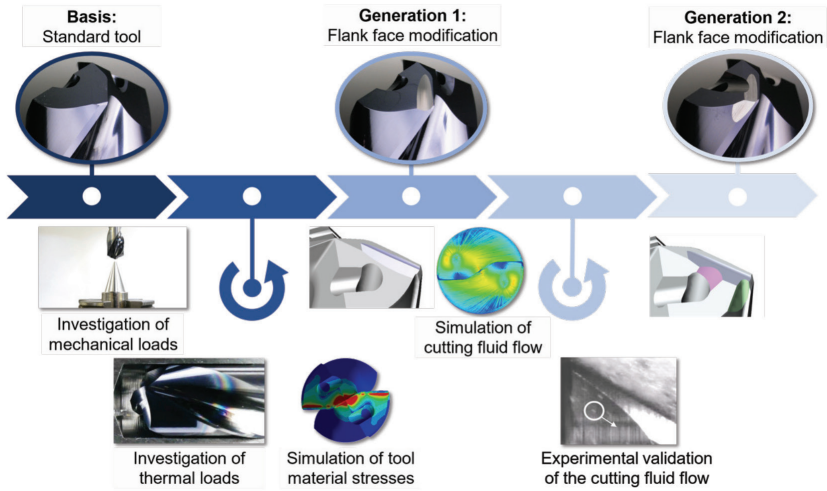 Basis:
Standard tool
Generation 1:
Flank face modification
Generation 2:
Flank face modification
Investigation of
mechanical loads
Simulation of
cutting fluid flow
Investigation of
thermal loads
Simulation of tool
material stresses
Experimental validation
of the cutting fluid flow